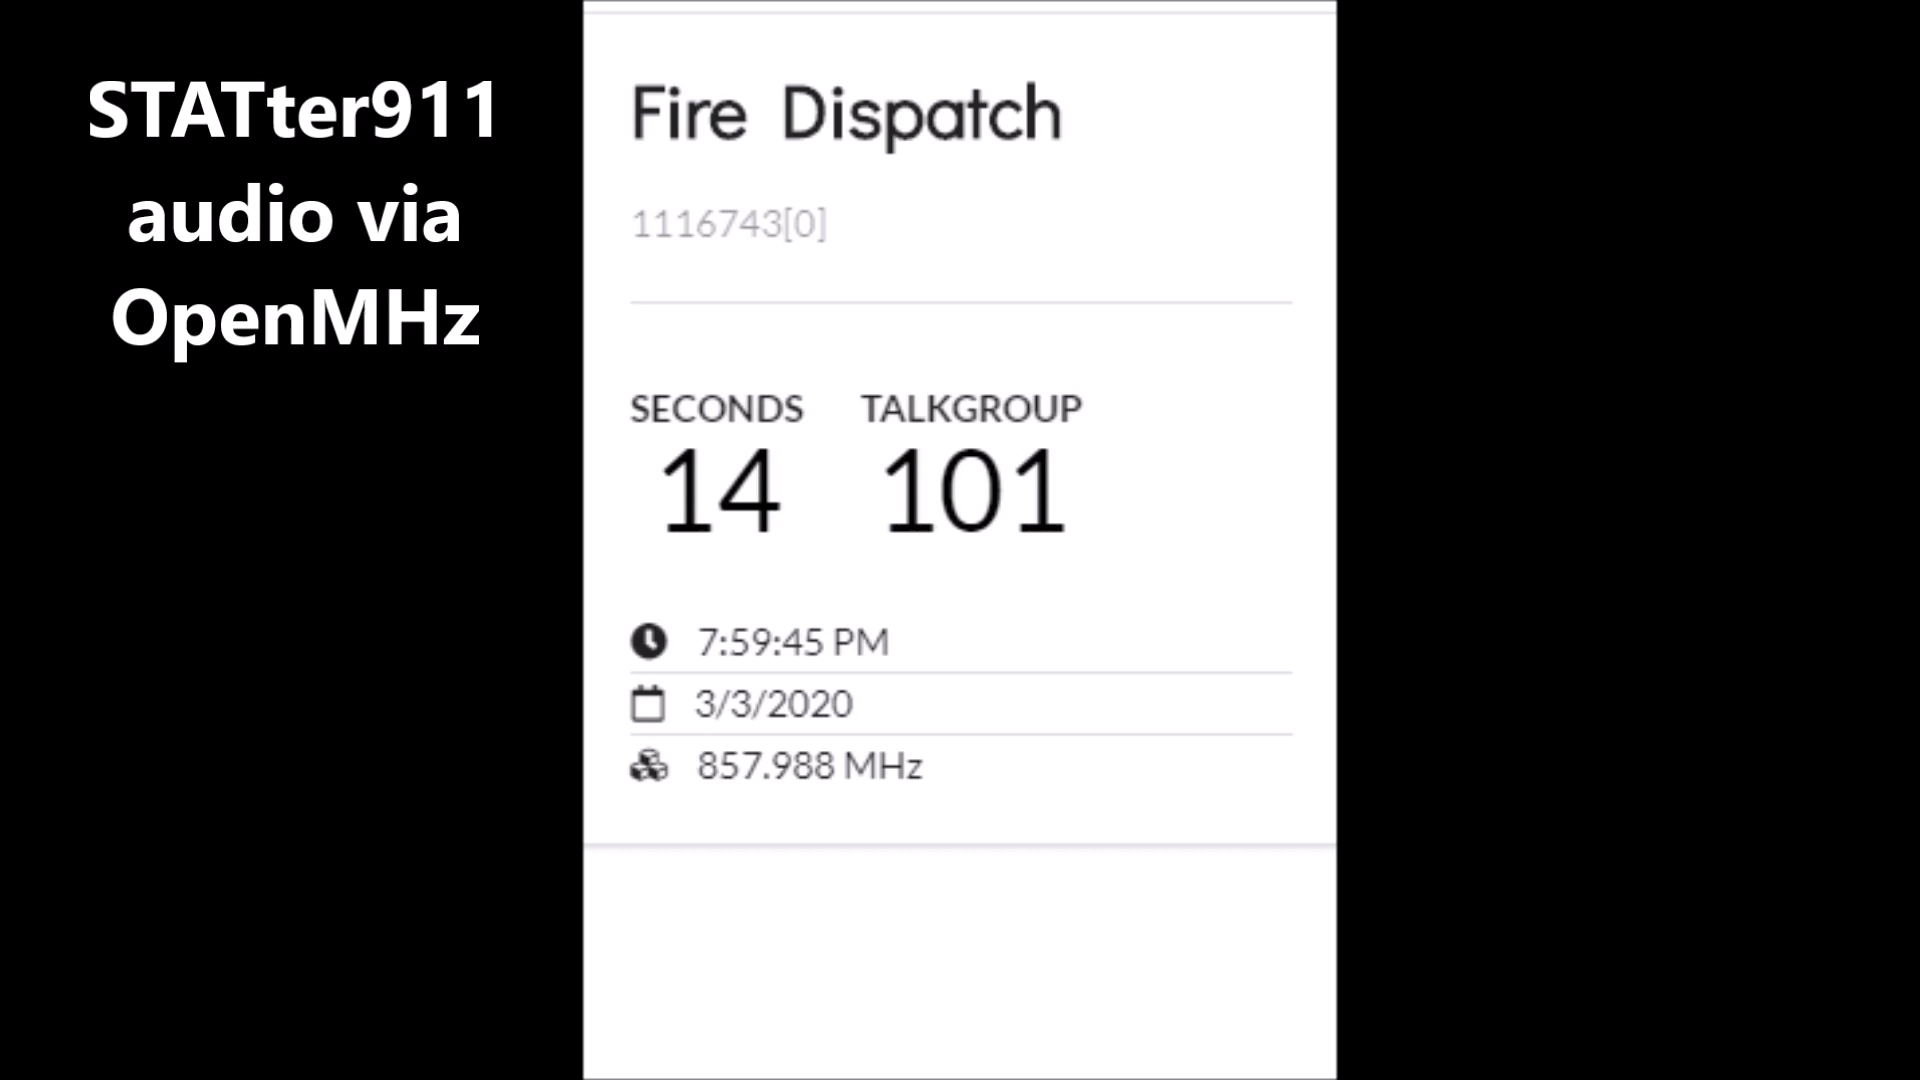 STATter911
audio via
OpenMHz
Fire Dispatch
1116743[0]
SECONDS TALKGROUP
14 101
7:59:45 PM
3/3/2020
857.988 MHz